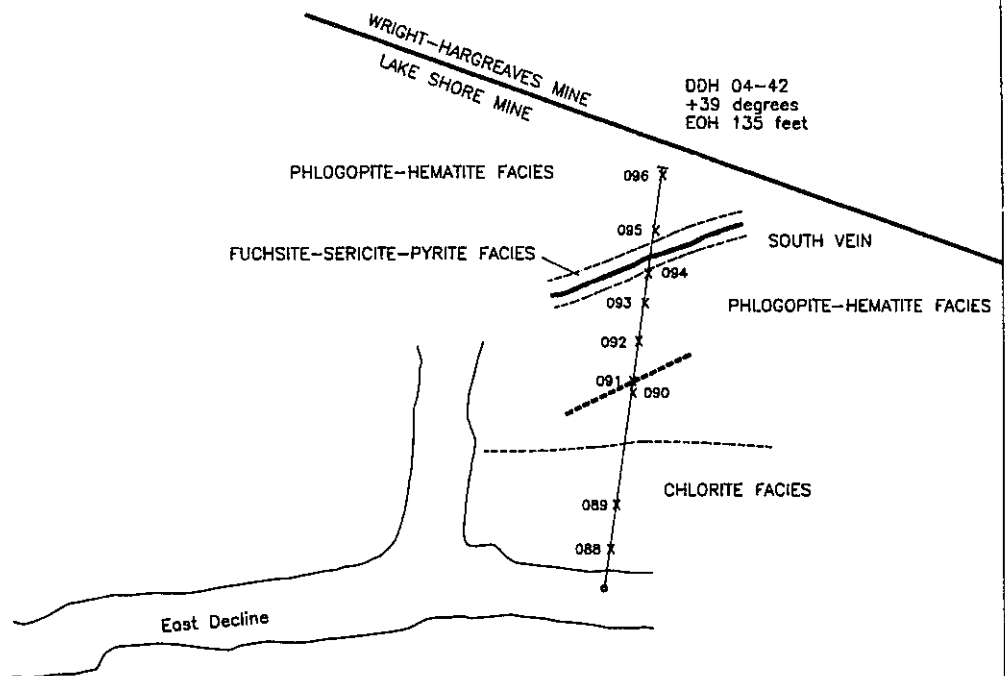 WRIGHT-HARGREAVES MINE
LAKE SHORE MINE
DDH 04-42
+39 degrees
EOH 135 feet
PHLOGOPITE-HEMATITE FACIES
096
095
SOUTH VEIN
FUCHSITE-SERICITE-PYRITE FACIES
094
093
PHLOGOPITE-HEMATITE FACIES
092
091
090
CHLORITE FACIES
089
088
East Decline